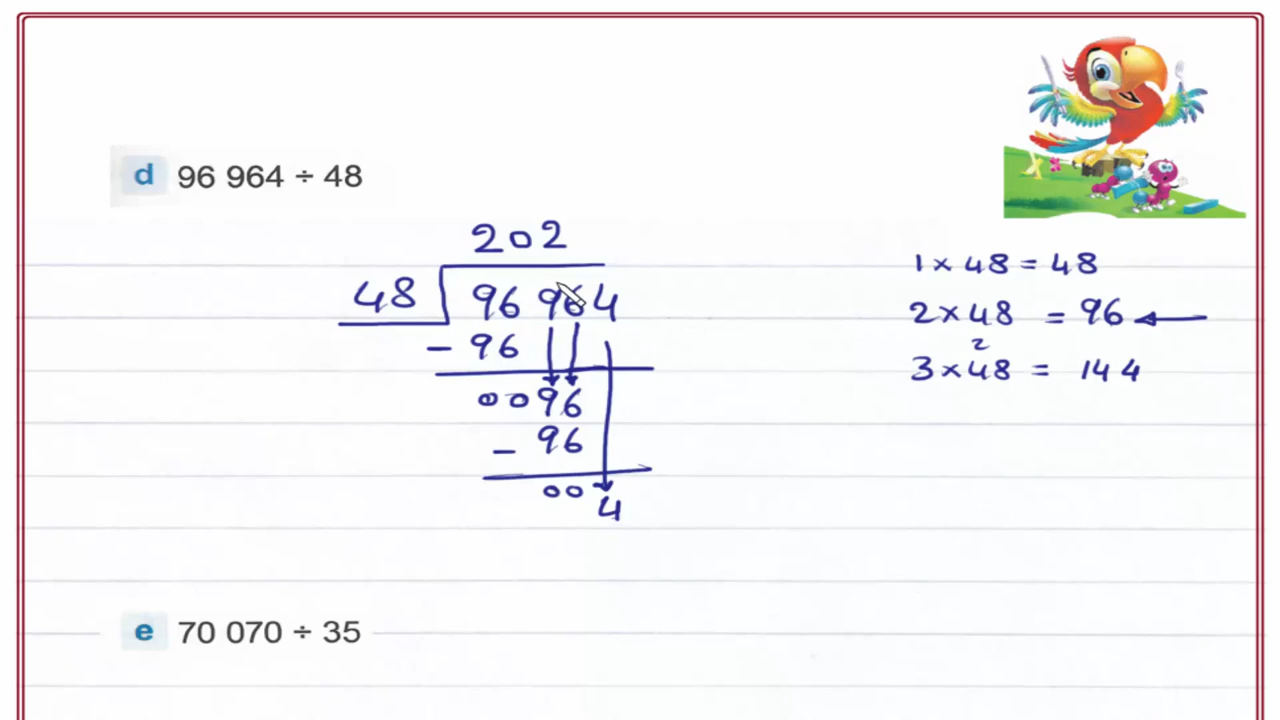 d 96 964 ÷ 48
202
48 96 964
- 96
0096
- 96
00 4
1 × 48 = 48
2 × 48 = 96
2
3 × 48 = 144
e 70 070 ÷ 35